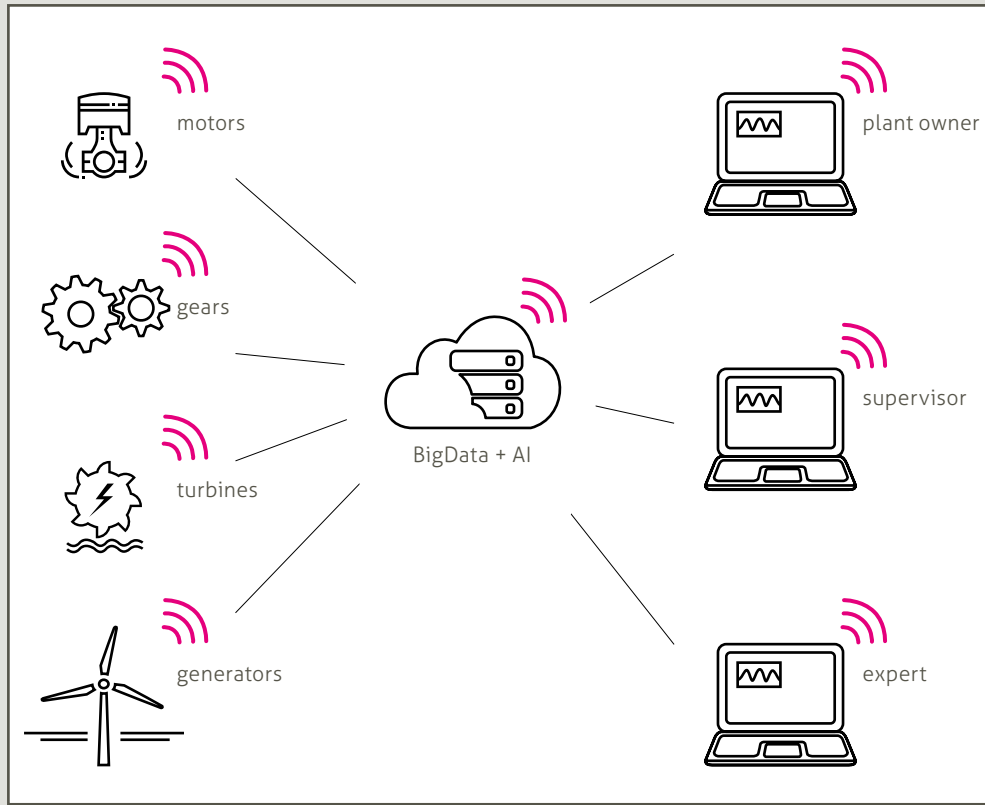 motors
plant owner
gears
supervisor
BigData + AI
turbines
generators
expert